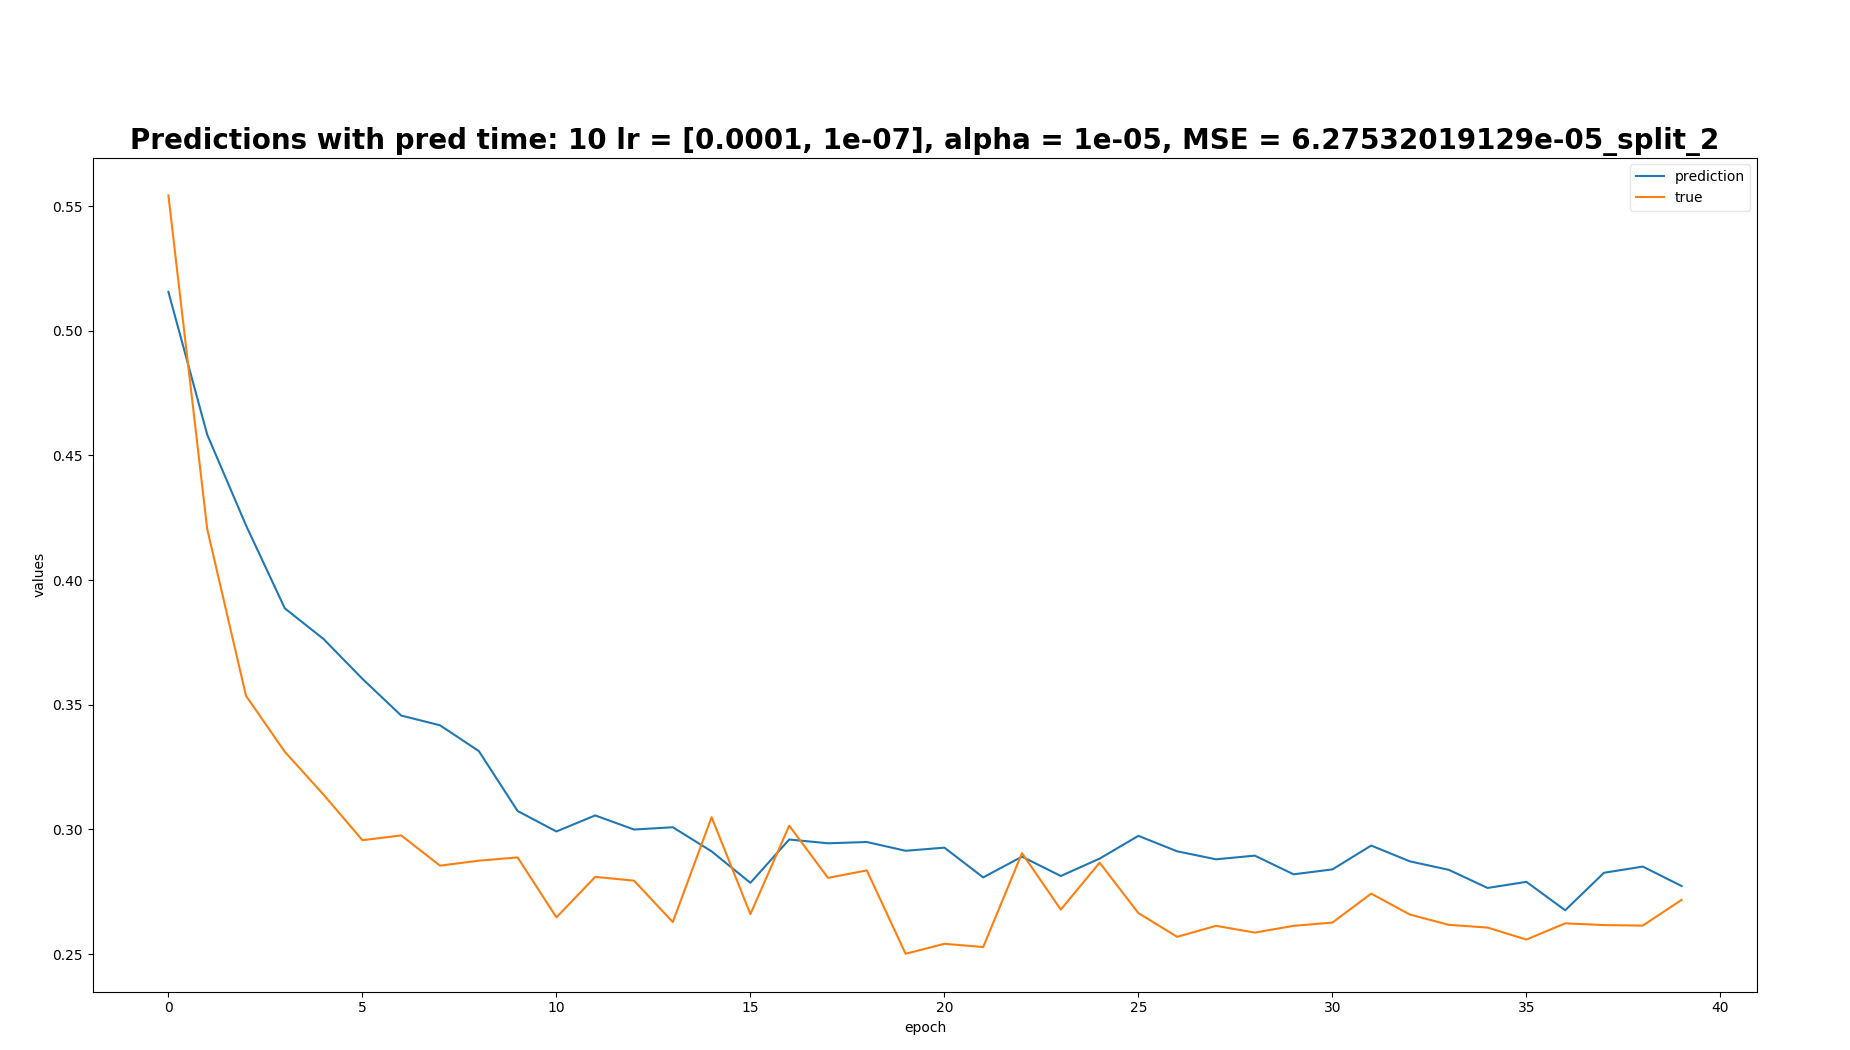 Predictions with pred time: 10 lr = [0.0001, 1e-07], alpha = 1e-05, MSE = 6.27532019129e-05_split_2
prediction
true
0.55
0.50
0.45
0.40
0.35
0.30
0.25
values
0 5 10 15 20 25 30 35 40
epoch